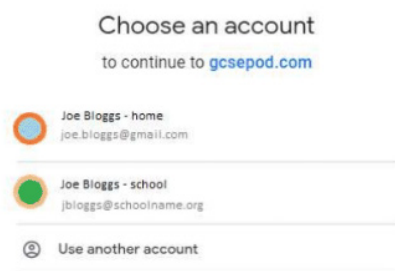 Choose an account
to continue to gcsepod.com
Joe Bloggs - home
joe.bloggs@gmail.com
Joe Bloggs - school
jbloggs@schoolname.org
Use another account